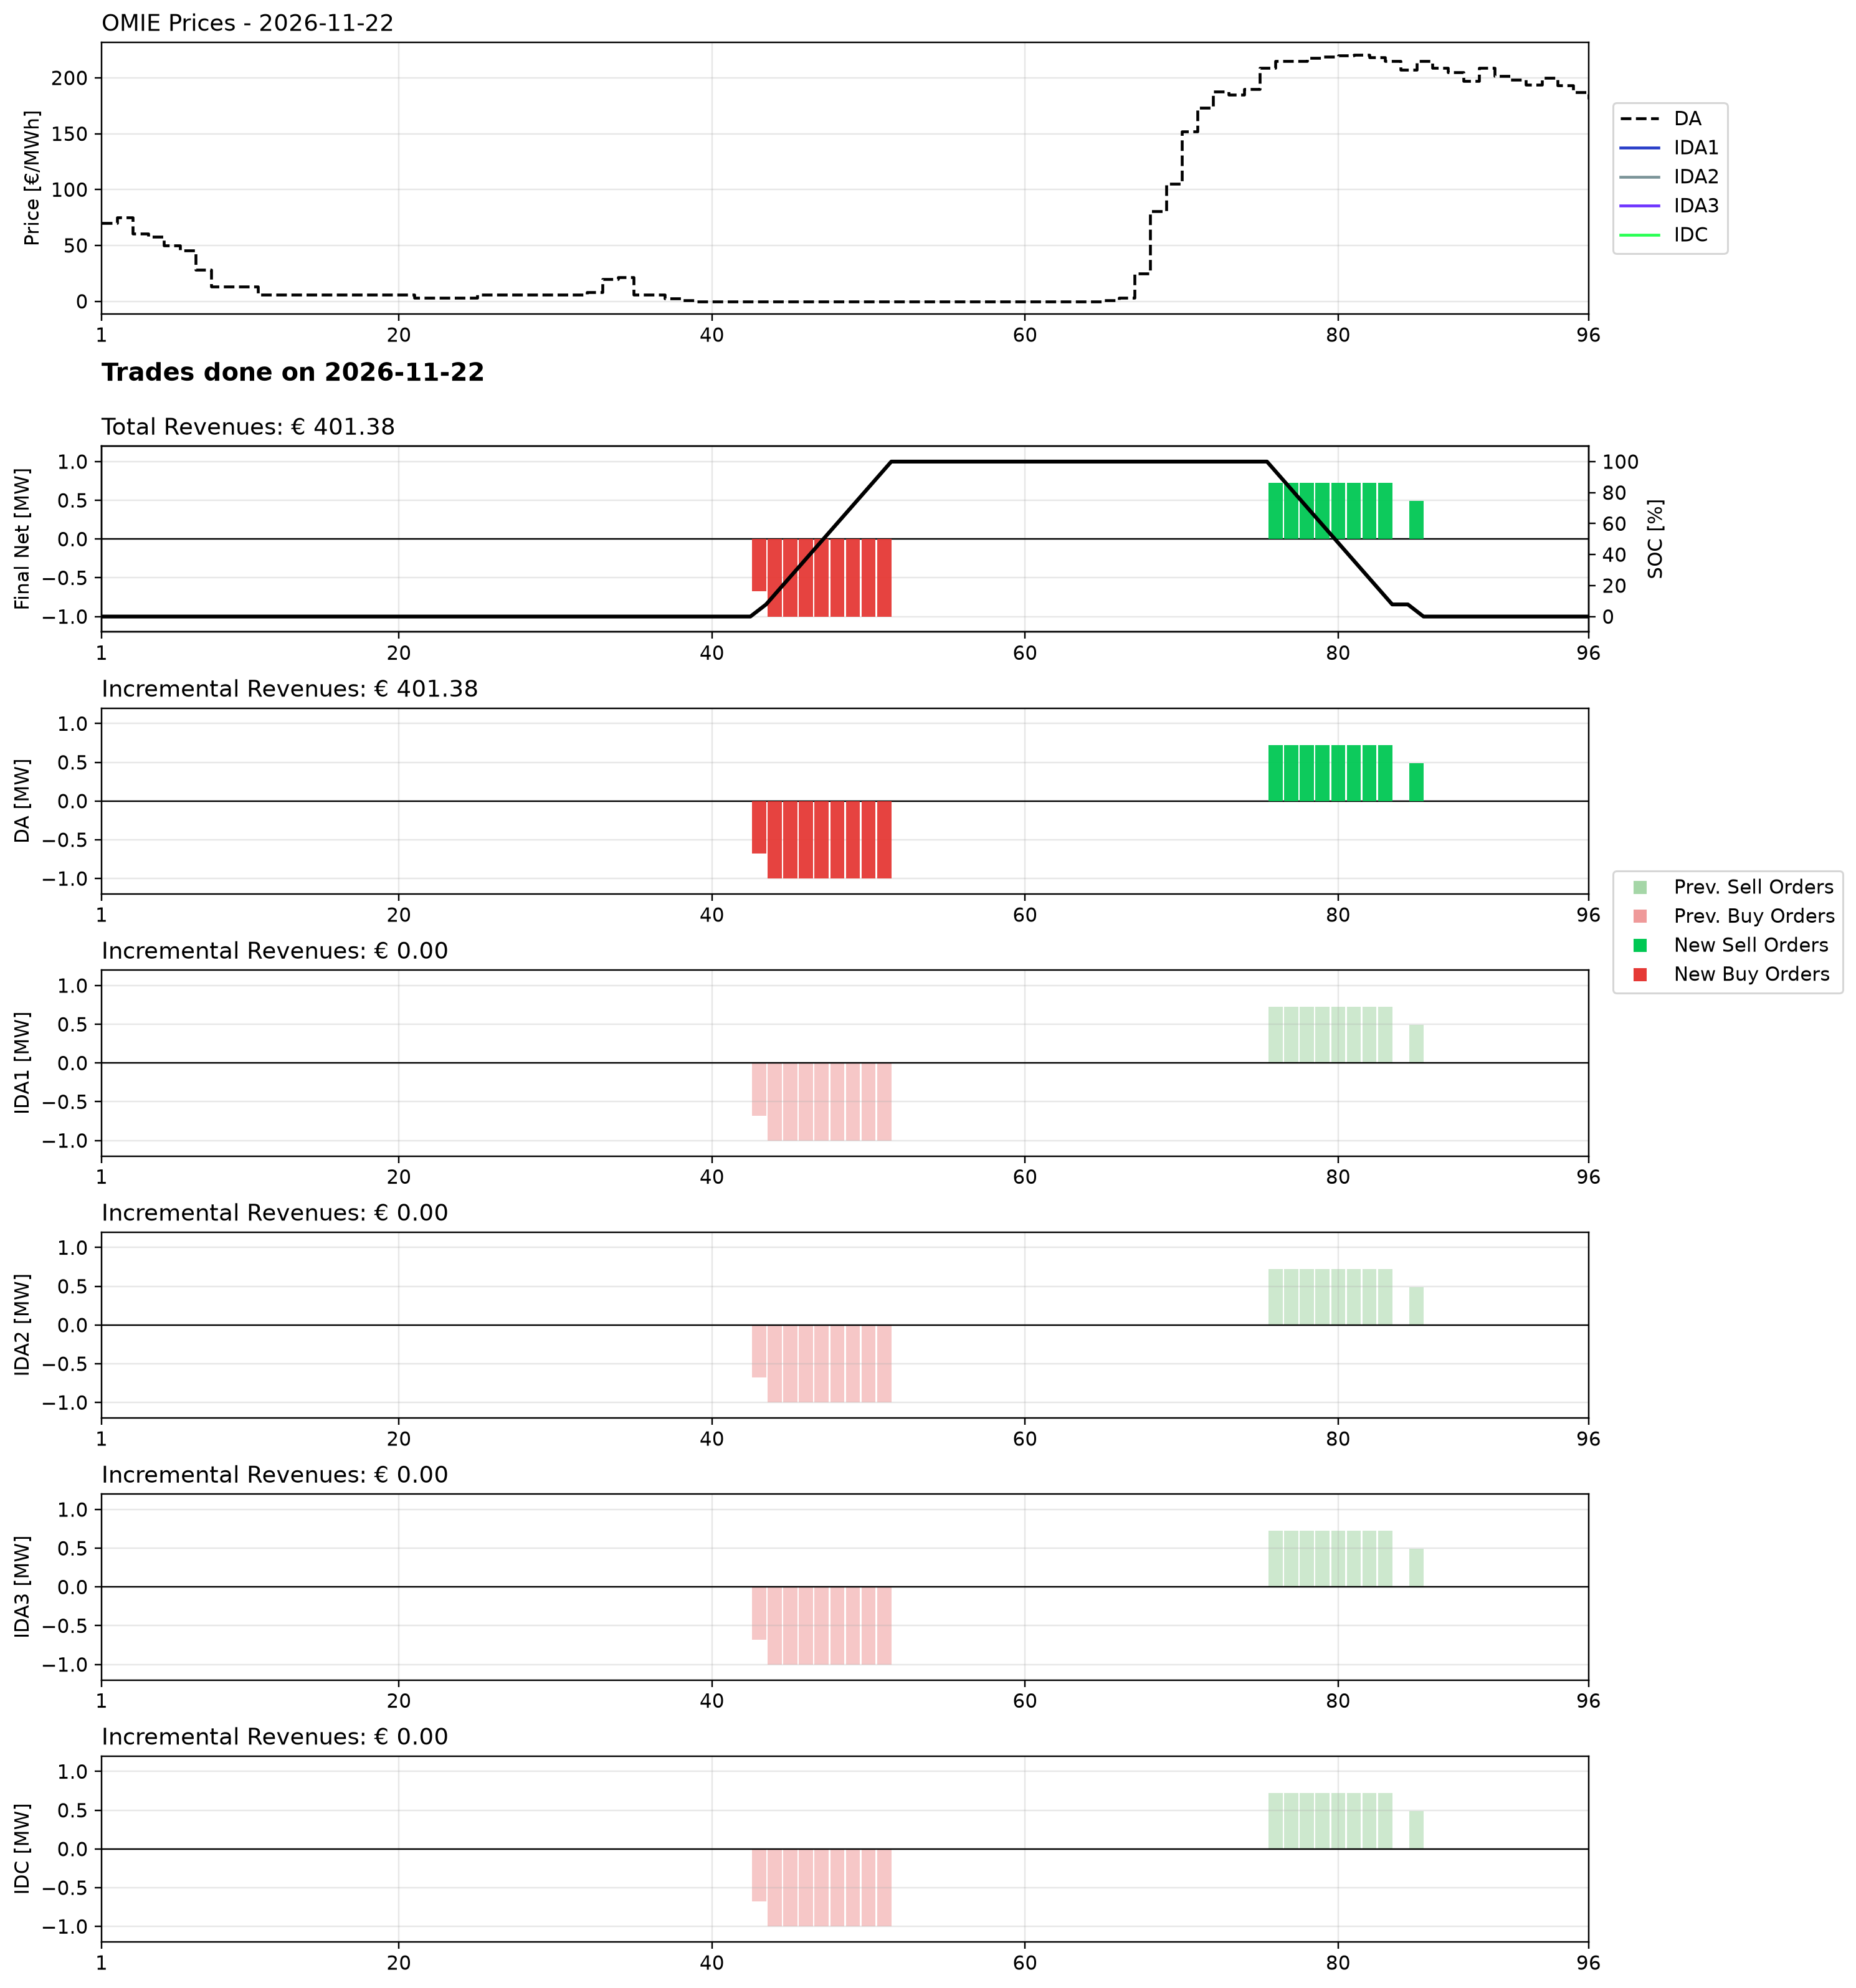 OMIE Prices - 2026-11-22
Price [€/MWh]
200
150
100
50
0
1 20 40 60 80 96
DA
IDA1
IDA2
IDA3
IDC
Trades done on 2026-11-22
Total Revenues: € 401.38
Final Net [MW]
1.0
0.5
0.0
−0.5
−1.0
100
80
60
40
20
0
SOC [%]
1 20 40 60 80 96
Incremental Revenues: € 401.38
DA [MW]
1.0
0.5
0.0
−0.5
−1.0
1 20 40 60 80 96
Prev. Sell Orders
Prev. Buy Orders
New Sell Orders
New Buy Orders
Incremental Revenues: € 0.00
IDA1 [MW]
1.0
0.5
0.0
−0.5
−1.0
1 20 40 60 80 96
Incremental Revenues: € 0.00
IDA2 [MW]
1.0
0.5
0.0
−0.5
−1.0
1 20 40 60 80 96
Incremental Revenues: € 0.00
IDA3 [MW]
1.0
0.5
0.0
−0.5
−1.0
1 20 40 60 80 96
Incremental Revenues: € 0.00
IDC [MW]
1.0
0.5
0.0
−0.5
−1.0
1 20 40 60 80 96